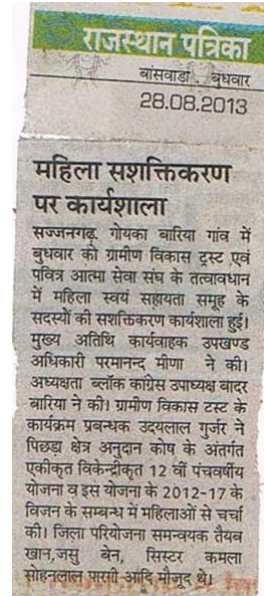 राजस्थान पत्रिका
बांसवाडा बुधवार
28.08.2013
महिला सशक्तिकरण
पर कार्यशाला
सज्जनगढ़. गोयका बारिया गांव में
बुधवार को ग्रामीण विकास ट्रस्ट एवं
पवित्र आत्मा सेवा संघ के तत्वावधान
में महिला स्वयं सहायता समूह के
सदस्यों की सशक्तिकरण कार्यशाला हुई।
मुख्य अतिथि कार्यवाहक उपखण्ड
अधिकारी परमानन्द मीणा ने की।
अध्यक्षता ब्लॉक कांग्रेस उपाध्यक्ष बादर
बारिया ने की। ग्रामीण विकास टस्ट के
कार्यक्रम प्रबन्धक उदयलाल गुर्जर ने
पिछडा क्षेत्र अनुदान कोष के अंतर्गत
एकीकृत विकेन्द्रीकृत 12 वीं पंचवर्षीय
योजना व इस योजना के 2012-17 के
विजन के सम्बन्ध में महिलाओं से चर्चा
की। जिला परियोजना समन्वयक तैयब
खान,जसु बेन, सिस्टर कमला
सोहनलाल पारगी आदि मौजूद थे।